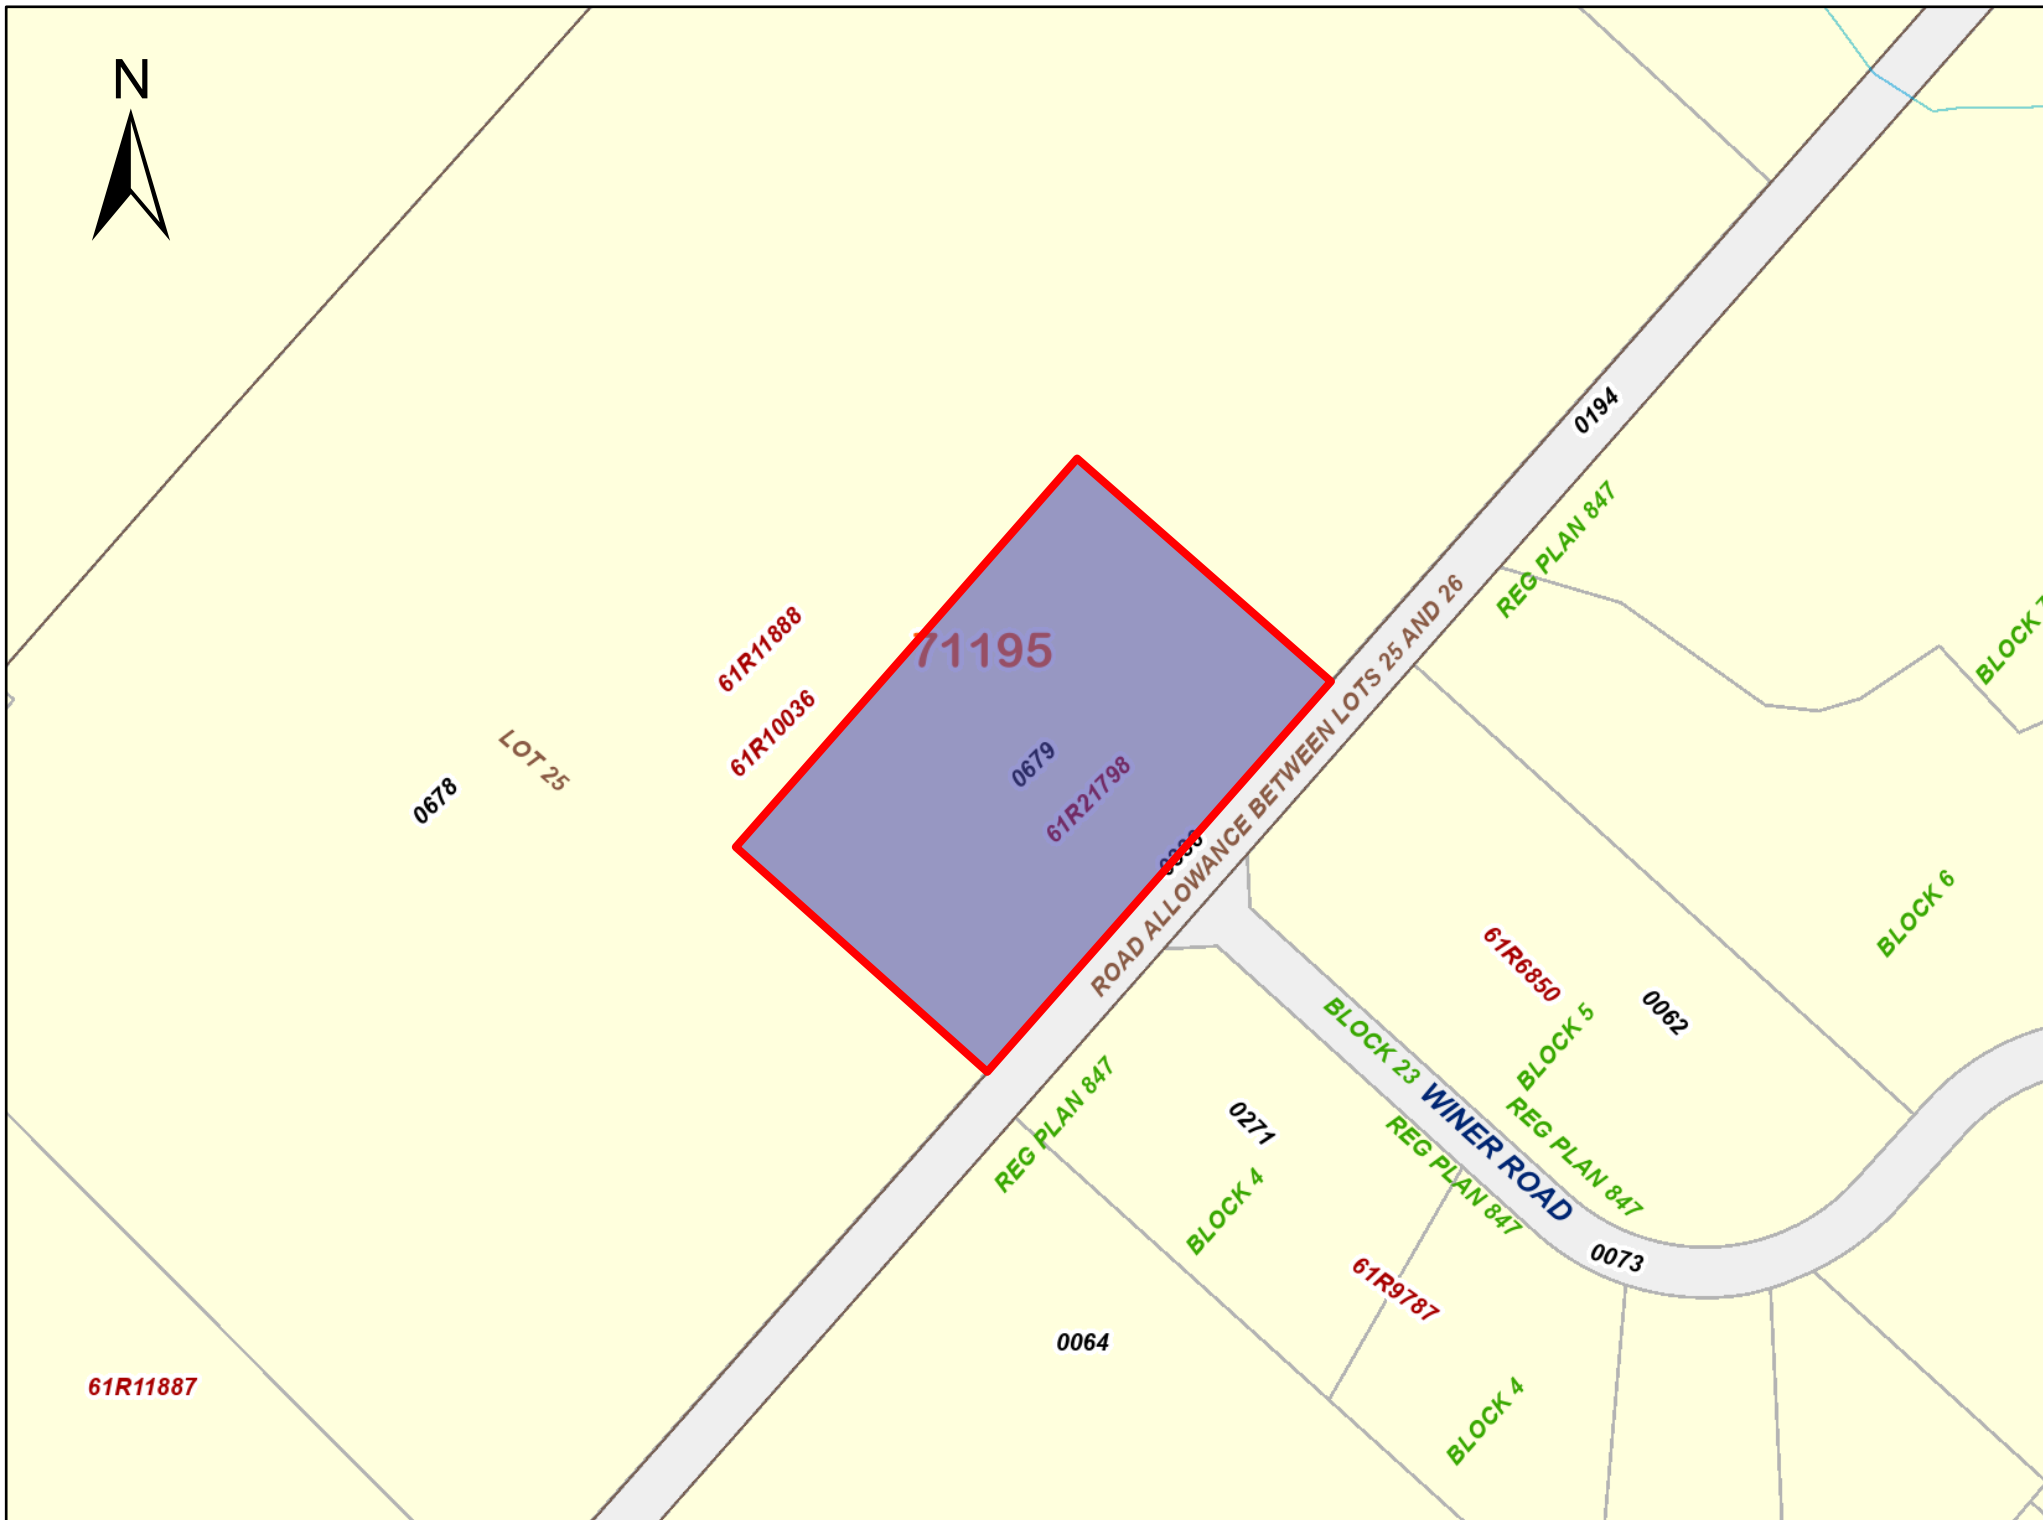 N
0194
REG PLAN 847
ROAD ALLOWANCE BETWEEN LOTS 25 AND 26
61R11888
71195
61R10036
LOT 25
0678
0679
61R21798
BLOCK 6
61R6850
0062
BLOCK 5
BLOCK 23
WINER ROAD
REG PLAN 847
REG PLAN 847
REG PLAN 847
0271
BLOCK 4
0073
61R9787
0064
61R11887
BLOCK 4
BLOCK